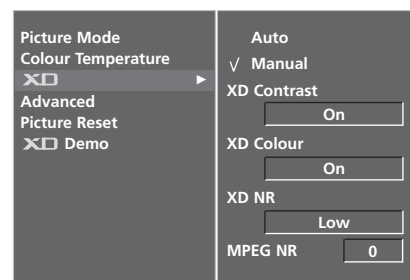 Picture Mode
Colour Temperature
XD
Advanced
Picture Reset
XD Demo
Auto
√ Manual
XD Contrast
On
XD Colour
On
XD NR
Low
MPEG NR 0